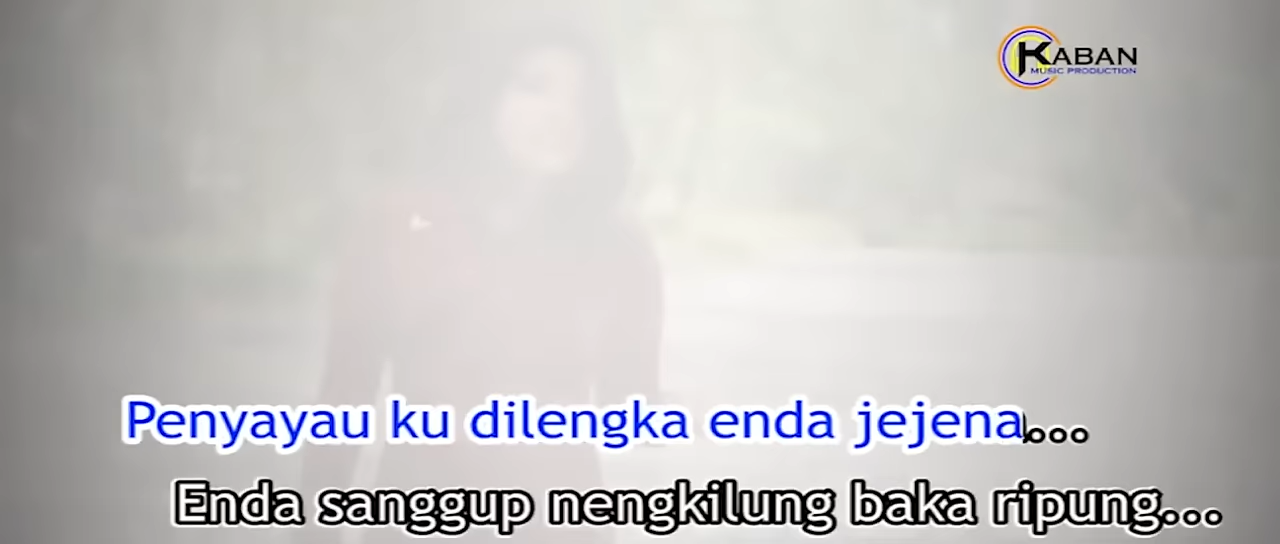 KABAN
MUSIC PRODUCTION
Penyayau ku dilengka enda jejena...
Enda sanggup nengkilung baka ripung...